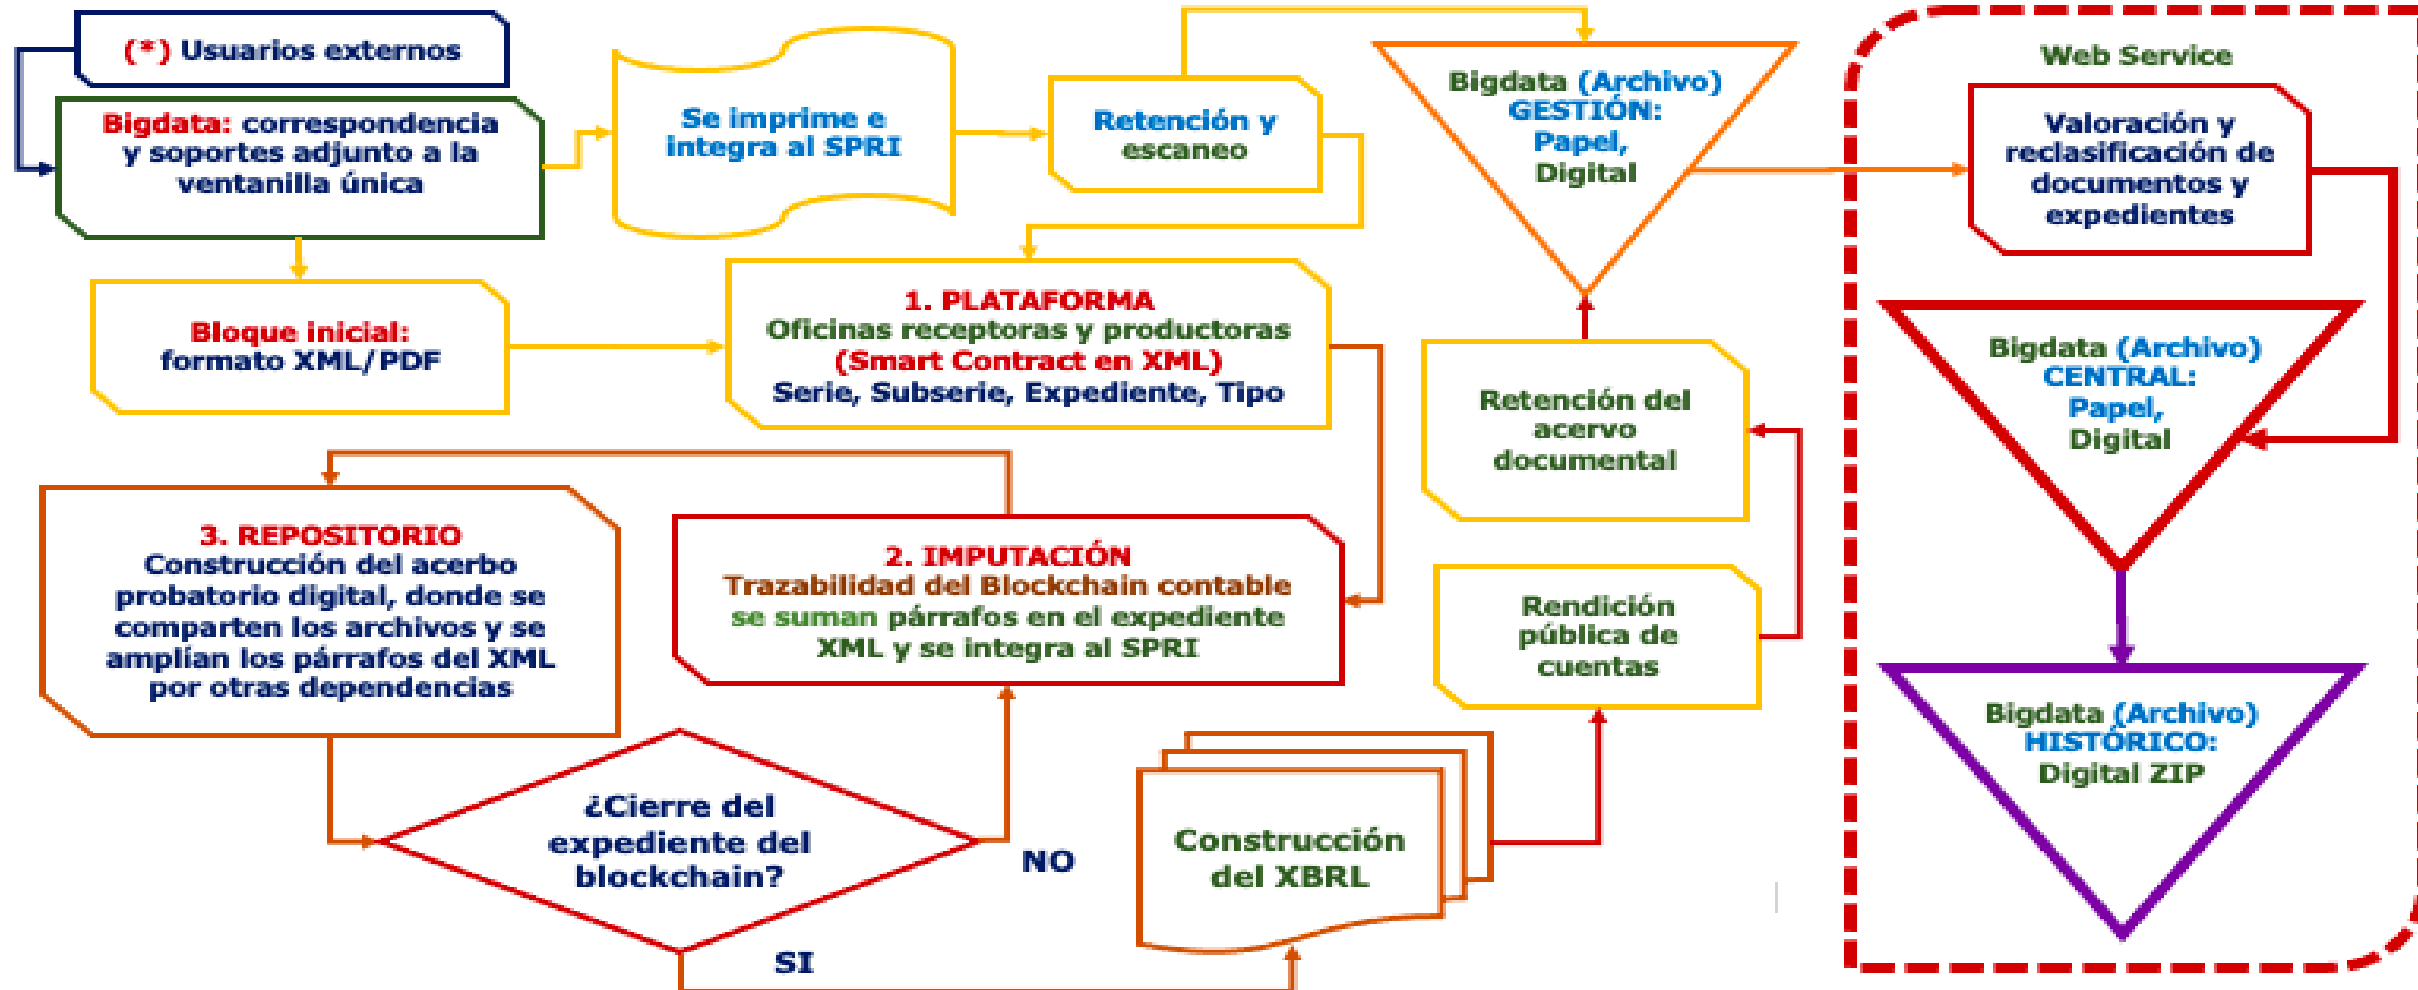 (*) Usuarios externos
Bigdata: correspondencia
y soportes adjunto a la
ventanilla única
Se imprime e
integra al SPRI
Retención y
escaneo
Bigdata (Archivo)
GESTIÓN:
Papel,
Digital
Web Service
Valoración y
reclasificación de
documentos y
expedientes
Bloque inicial:
formato XML/PDF
1. PLATAFORMA
Oficinas receptoras y productoras
(Smart Contract en XML)
Serie, Subserie, Expediente, Tipo
Retención del
acervo
documental
Bigdata (Archivo)
CENTRAL:
Papel,
Digital
3. REPOSITORIO
Construcción del acerbo
probatorio digital, donde se
comparten los archivos y se
amplían los párrafos del XML
por otras dependencias
2. IMPUTACIÓN
Trazabilidad del Blockchain contable
se suman párrafos en el expediente
XML y se integra al SPRI
Rendición
pública de
cuentas
Bigdata (Archivo)
HISTÓRICO:
Digital ZIP
¿Cierre del
expediente del
blockchain?
NO
SI
Construcción
del XBRL